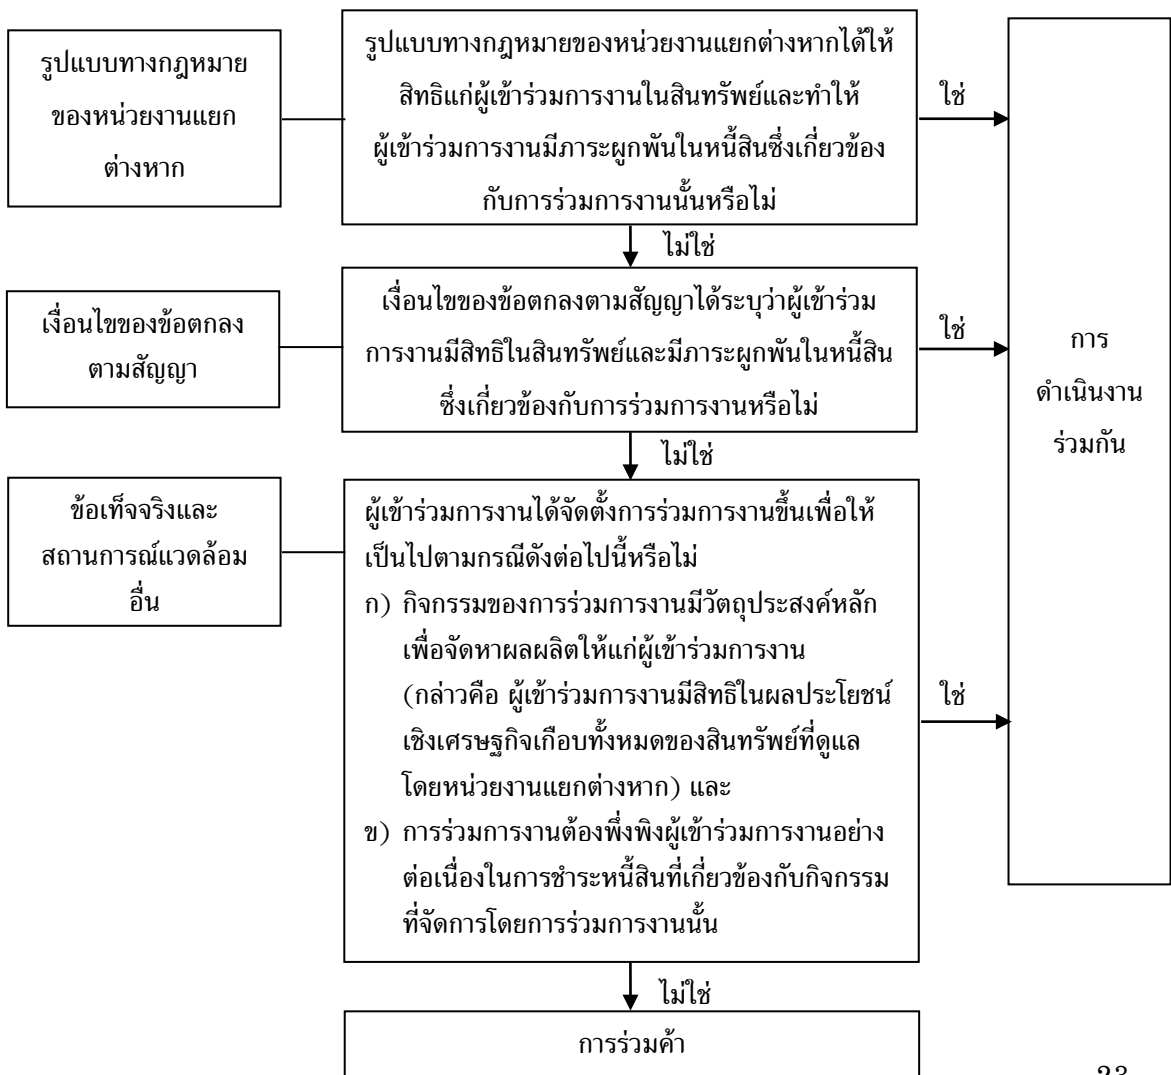 รูปแบบทางกฎหมาย
ของหน่วยงานแยก
ต่างหาก
รูปแบบทางกฎหมายของหน่วยงานแยกต่างหากได้ให้
สิทธิแก่ผู้เข้าร่วมการงานในสินทรัพย์และทำให้
ผู้เข้าร่วมการงานมีภาระผูกพันในหนี้สินซึ่งเกี่ยวข้อง
กับการร่วมการงานนั้นหรือไม่
ใช่
ไม่ใช่
เงื่อนไขของข้อตกลง
ตามสัญญา
เงื่อนไขของข้อตกลงตามสัญญาได้ระบุว่าผู้เข้าร่วม
การงานมีสิทธิในสินทรัพย์และมีภาระผูกพันในหนี้สิน
ซึ่งเกี่ยวข้องกับการร่วมการงานหรือไม่
ใช่
การ
ดำเนินงาน
ร่วมกัน
ไม่ใช่
ข้อเท็จจริงและ
สถานการณ์แวดล้อม
อื่น
ผู้เข้าร่วมการงานได้จัดตั้งการร่วมการงานขึ้นเพื่อให้
เป็นไปตามกรณีดังต่อไปนี้หรือไม่
ก) กิจกรรมของการร่วมการงานมีวัตถุประสงค์หลัก
เพื่อจัดหาผลผลิตให้แก่ผู้เข้าร่วมการงาน
(กล่าวคือ ผู้เข้าร่วมการงานมีสิทธิในผลประโยชน์
เชิงเศรษฐกิจเกือบทั้งหมดของสินทรัพย์ที่ดูแล
โดยหน่วยงานแยกต่างหาก) และ
ข) การร่วมการงานต้องพึ่งพิงผู้เข้าร่วมการงานอย่าง
ต่อเนื่องในการชำระหนี้สินที่เกี่ยวข้องกับกิจกรรม
ที่จัดการโดยการร่วมการงานนั้น
ใช่
ไม่ใช่
การร่วมค้า